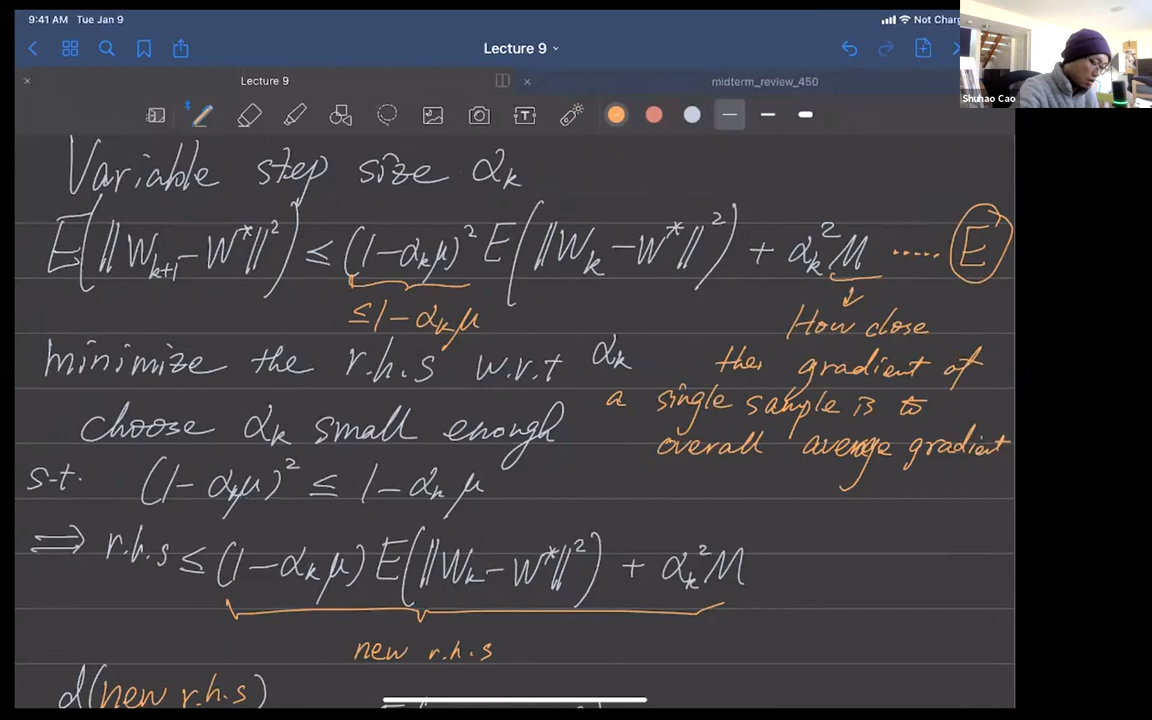 9:41 AM Tue Jan 9
Not Charg
Lecture 9
Shuhao Cao
Lecture 9
midterm_review_450
Variable step size α_k
E(‖W_{k+1} - W*‖²) ≤ (1-α_kμ)² E(‖W_k - W*‖²) + α_k² M ..... E
≤ 1-α_kμ
How close
minimize the r.h.s w.r.t α_k
the gradient of
a single sample is to
choose α_k small enough
overall average gradient
s.t. (1-α_kμ)² ≤ 1-α_k μ
⟹ r.h.s ≤ (1-α_kμ) E(‖W_k - W*‖²) + α_k² M
new r.h.s
d(new r.h.s)